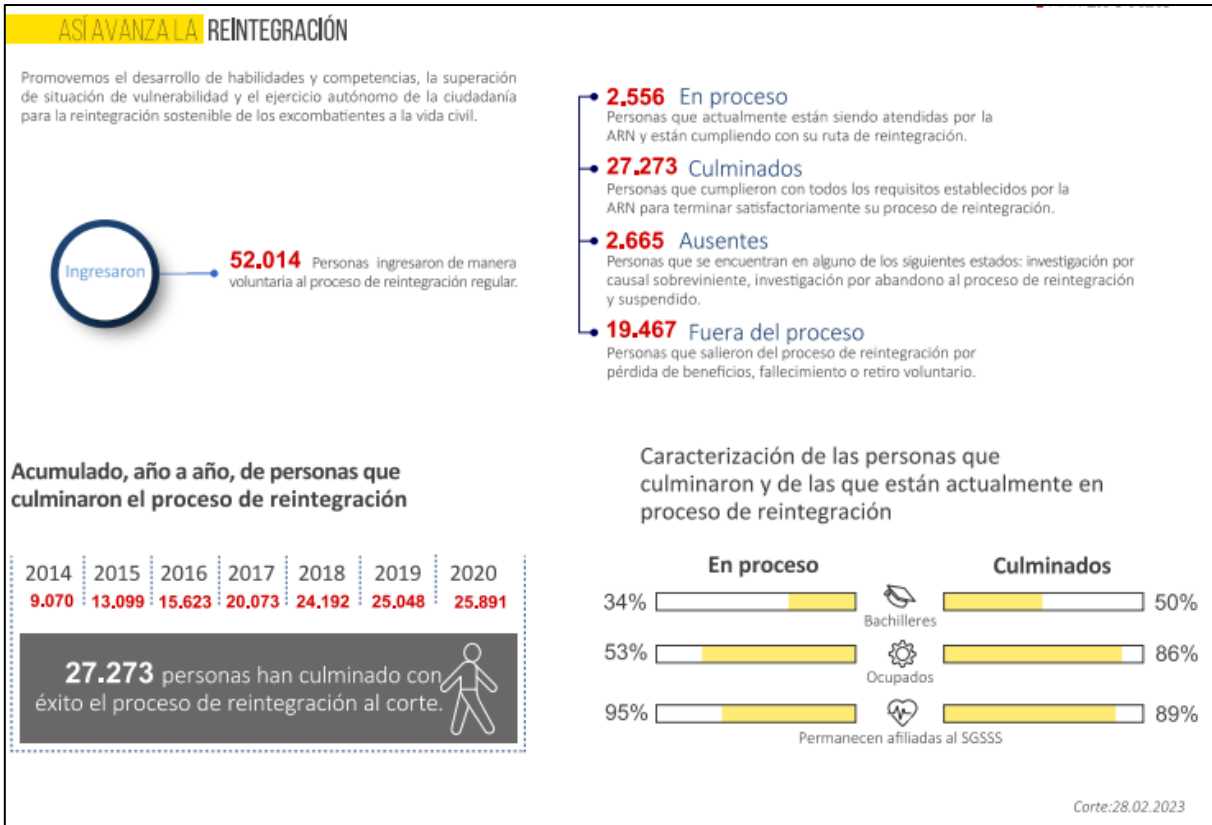 ASÍ AVANZA LA REINTEGRACIÓN
Promovemos el desarrollo de habilidades y competencias, la superación
de situación de vulnerabilidad y el ejercicio autónomo de la ciudadanía
para la reintegración sostenible de los excombatientes a la vida civil.
Ingresaron
52.014 Personas ingresaron de manera
voluntaria al proceso de reintegración regular.
2.556 En proceso
Personas que actualmente están siendo atendidas por la
ARN y están cumpliendo con su ruta de reintegración.
27.273 Culminados
Personas que cumplieron con todos los requisitos establecidos por la
ARN para terminar satisfactoriamente su proceso de reintegración.
2.665 Ausentes
Personas que se encuentran en alguno de los siguientes estados: investigación por
causal sobreviniente, investigación por abandono al proceso de reintegración
y suspendido.
19.467 Fuera del proceso
Personas que salieron del proceso de reintegración por
pérdida de beneficios, fallecimiento o retiro voluntario.
Acumulado, año a año, de personas que
culminaron el proceso de reintegración
2014 2015 2016 2017 2018 2019 2020
9.070 13.099 15.623 20.073 24.192 25.048 25.891
27.273 personas han culminado con
éxito el proceso de reintegración al corte.
Caracterización de las personas que
culminaron y de las que están actualmente en
proceso de reintegración
En proceso Culminados
34% 50%
Bachilleres
53% 86%
Ocupados
95% 89%
Permanecen afiliadas al SGSSS
Corte:28.02.2023